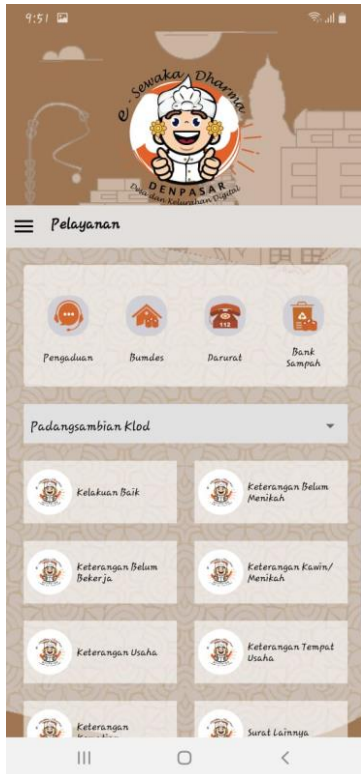 9:51
e-Sewaka Dharma
DENPASAR
Desa dan Kelurahan Digital
Pelayanan
112
Pengaduan
Bumdes
Darurat
Bank
Sampah
Padangsambian Klod
Kelakuan Baik
Keterangan Belum
Menikah
Keterangan Belum
Bekerja
Keterangan Kawin/
Menikah
Keterangan Usaha
Keterangan Tempat
Usaha
Keterangan
Surat Lainnya